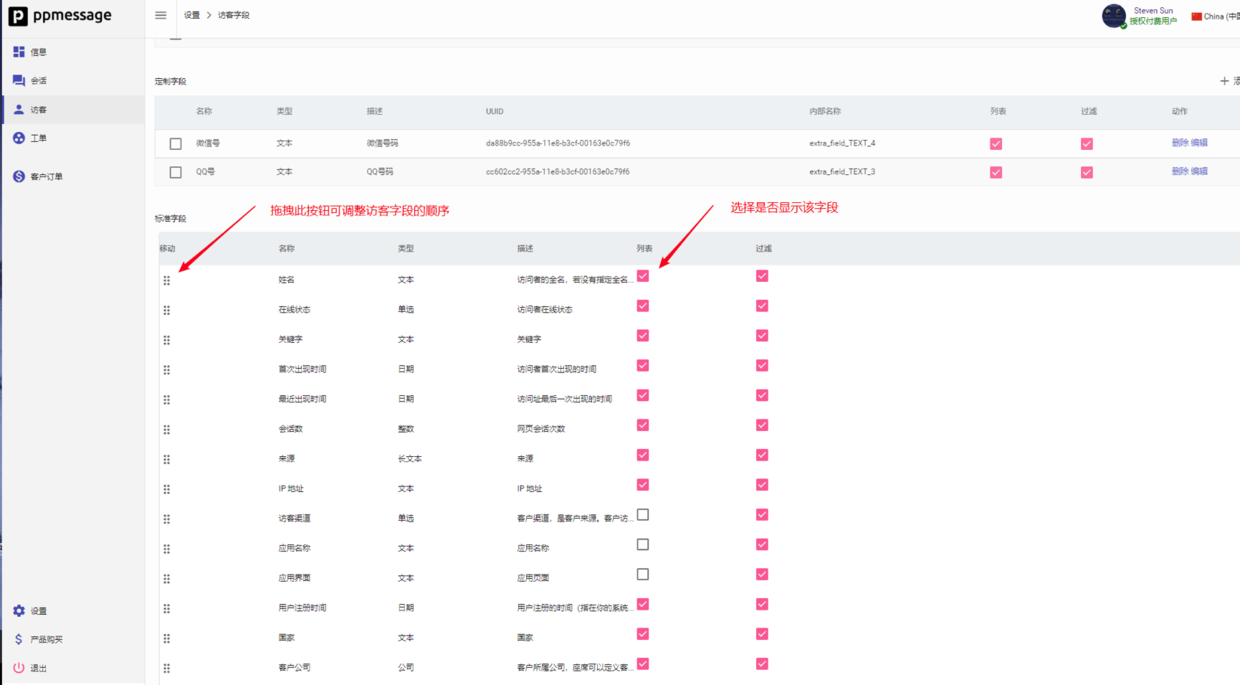 ppmessage
设置 > 访客字段
Steven Sun
授权付费用户
China (中国
信息
会话
访客
工单
客户订单
设置
产品购买
退出
定制字段
+ 添
名称 类型 描述 UUID 内部名称 列表 过滤 动作
微信号 文本 微信号码 da88b9cc-955a-11e8-b3cf-00163e0c79f6 extra_field_TEXT_4 删除 编辑
QQ号 文本 QQ号码 cc602cc2-955a-11e8-b3cf-00163e0c79f6 extra_field_TEXT_3 删除 编辑
标准字段
拖拽此按钮可调整访客字段的顺序
选择是否显示该字段
移动 名称 类型 描述 列表 过滤
姓名 文本 访问者的全名，若没有指定全名...
在线状态 单选 访问者在线状态
关键字 文本 关键字
首次出现时间 日期 访问者首次出现的时间
最近出现时间 日期 访问址最后一次出现的时间
会话数 整数 网页会话次数
来源 长文本 来源
IP 地址 文本 IP 地址
访客渠道 单选 客户渠道，是客户来源。客户访...
应用名称 文本 应用名称
应用界面 文本 应用页面
用户注册时间 日期 用户注册的时间（指在你的系统...
国家 文本 国家
客户公司 公司 客户所属公司，座席可以定义客...